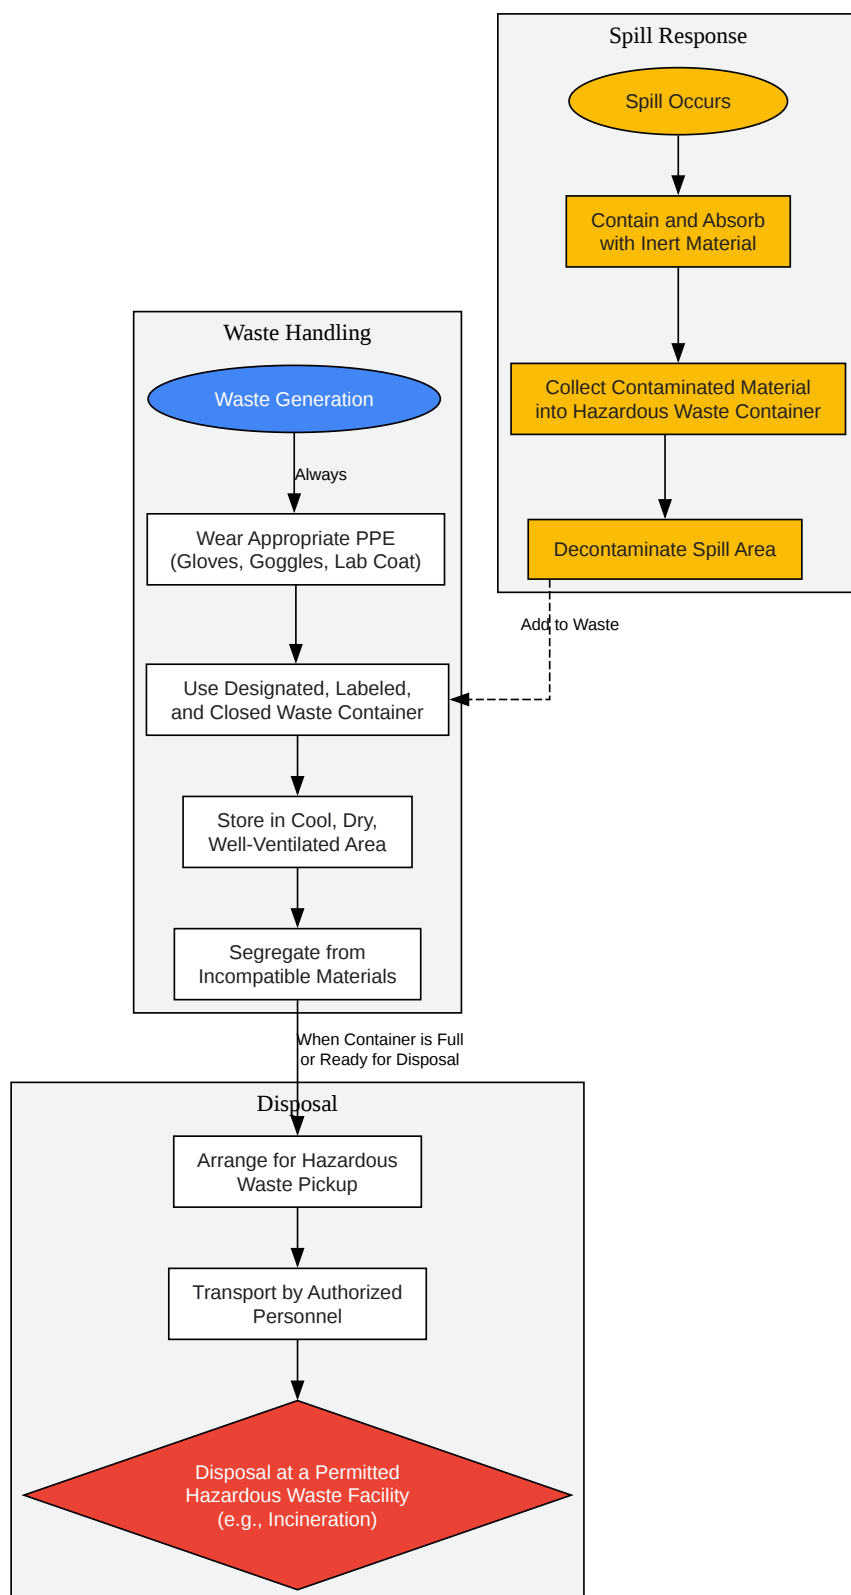 Spill Response
Spill Occurs
Contain and Absorb
with Inert Material
Collect Contaminated Material
into Hazardous Waste Container
Decontaminate Spill Area
Add to Waste
Waste Handling
Waste Generation
Always
Wear Appropriate PPE
(Gloves, Goggles, Lab Coat)
Use Designated, Labeled,
and Closed Waste Container
Store in Cool, Dry,
Well-Ventilated Area
Segregate from
Incompatible Materials
When Container is Full
or Ready for Disposal
Disposal
Arrange for Hazardous
Waste Pickup
Transport by Authorized
Personnel
Disposal at a Permitted
Hazardous Waste Facility
(e.g., Incineration)